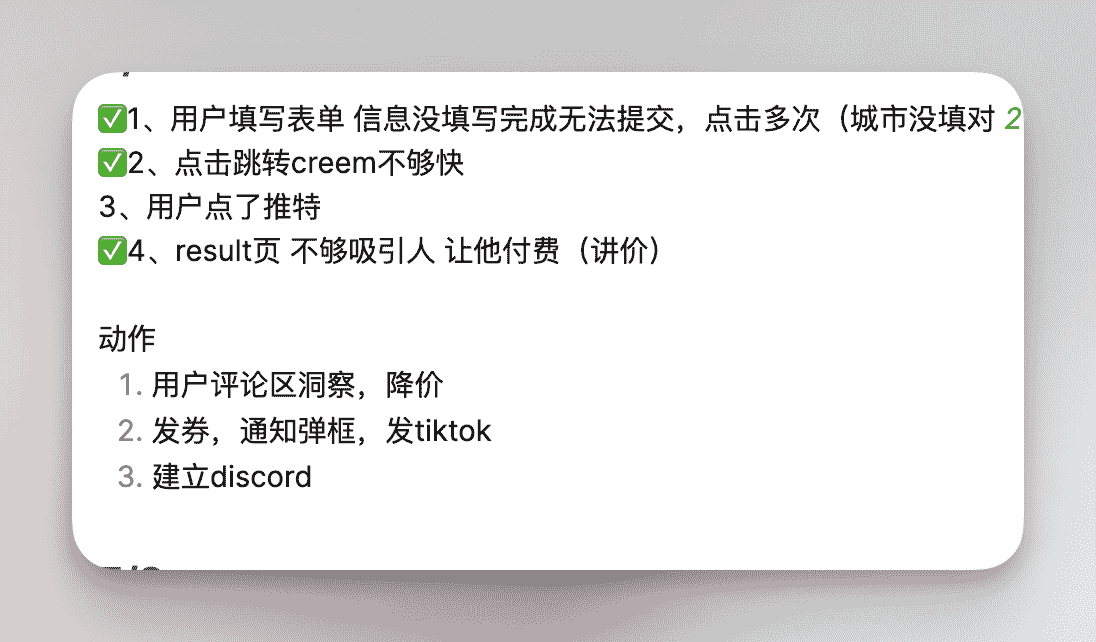 ✅1、用户填写表单 信息没填写完成无法提交，点击多次（城市没填对 2
✅2、点击跳转creem不够快
3、用户点了推特
✅4、result页 不够吸引人 让他付费（讲价）
动作
1. 用户评论区洞察，降价
2. 发券，通知弹框，发tiktok
3. 建立discord